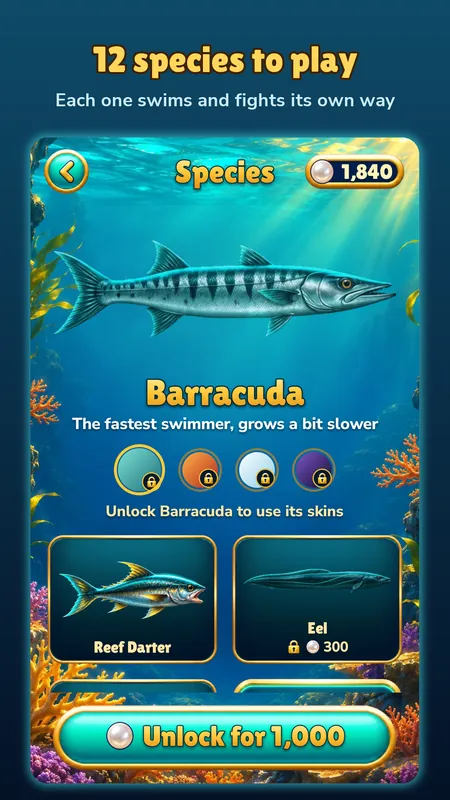 12 species to play
Each one swims and fights its own way
Species
1,840
Barracuda
The fastest swimmer, grows a bit slower
Unlock Barracuda to use its skins
Reef Darter
Eel
300
Unlock for 1,000